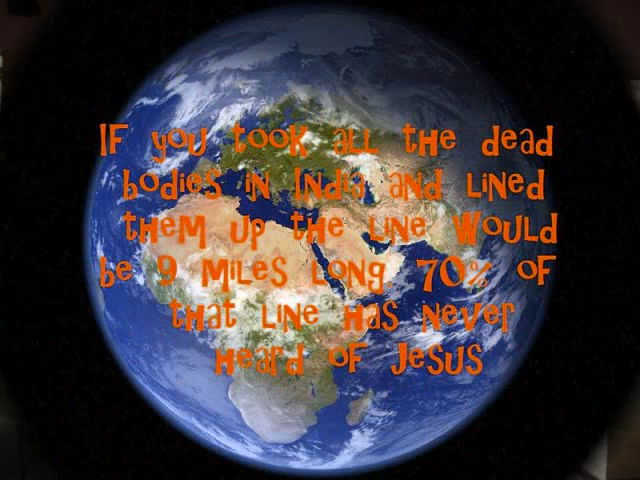 IF you took all the dead
bodies in India and lined
them up the line would
be 9 miles long 70% of
that line has never
heard of Jesus